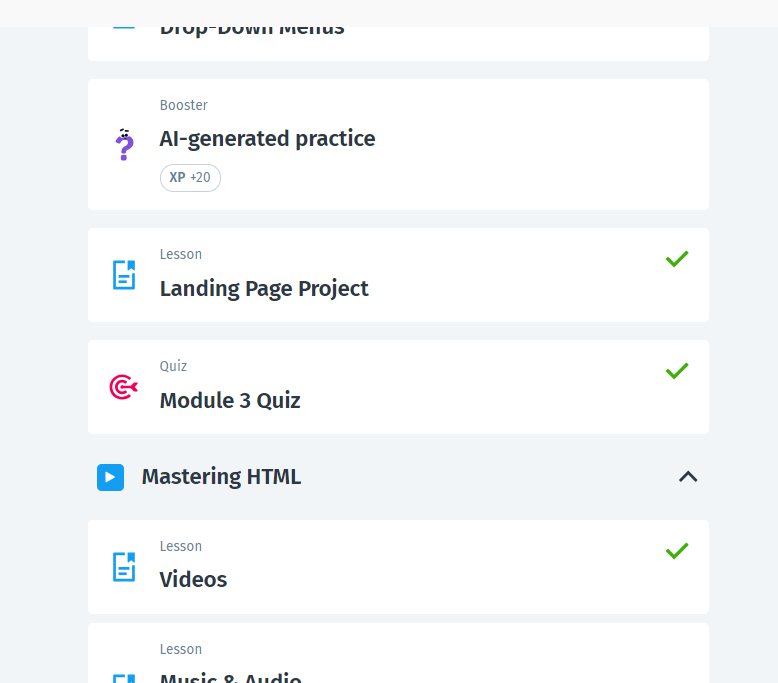 Drop-Down Menus
Booster
AI-generated practice
XP +20
Lesson
Landing Page Project
Quiz
Module 3 Quiz
Mastering HTML
Lesson
Videos
Lesson
Music & Audio